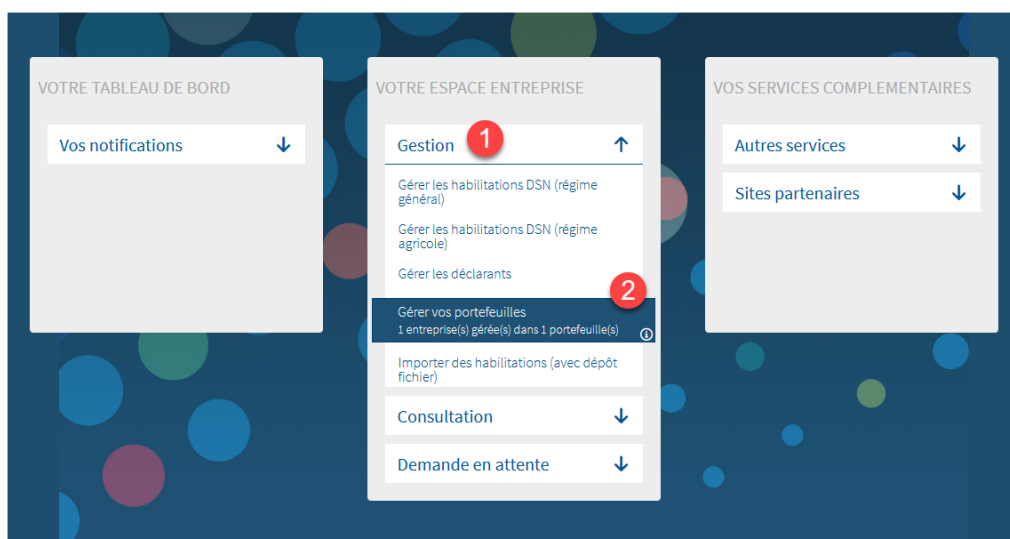 VOTRE TABLEAU DE BORD
Vos notifications
VOTRE ESPACE ENTREPRISE
Gestion 1
Gérer les habilitations DSN (régime
général)
Gérer les habilitations DSN (régime
agricole)
Gérer les déclarants
2
Gérer vos portefeuilles
1 entreprise(s) gérée(s) dans 1 portefeuille(s)
Importer des habilitations (avec dépôt
fichier)
Consultation
Demande en attente
VOS SERVICES COMPLEMENTAIRES
Autres services
Sites partenaires